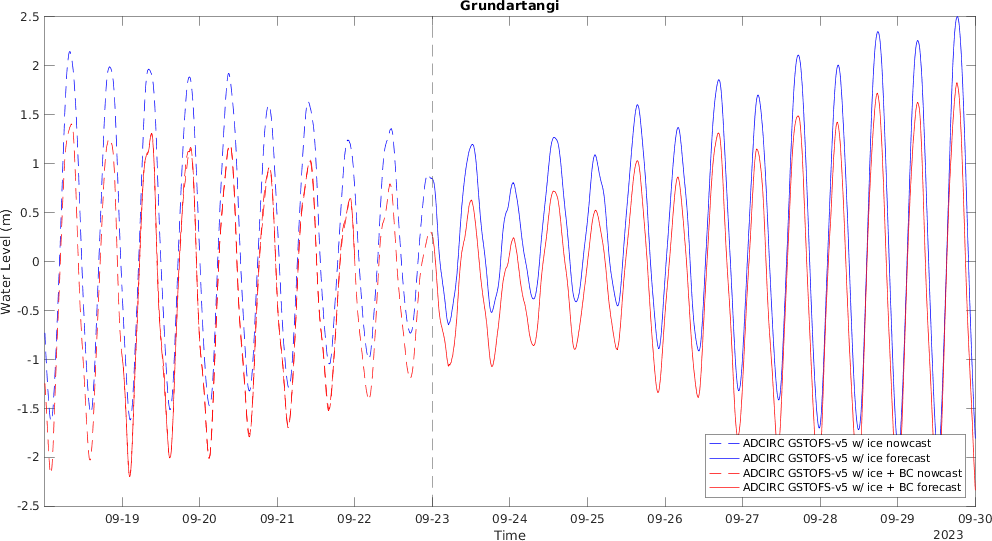 Grundartangi
2.5
2
1.5
1
0.5
0
-0.5
-1
-1.5
-2
-2.5
Water Level (m)
ADCIRC GSTOFS-v5 w/ ice nowcast
ADCIRC GSTOFS-v5 w/ ice forecast
ADCIRC GSTOFS-v5 w/ ice + BC nowcast
ADCIRC GSTOFS-v5 w/ ice + BC forecast
09-19 09-20 09-21 09-22 09-23 09-24 09-25 09-26 09-27 09-28 09-29 09-30
Time
2023